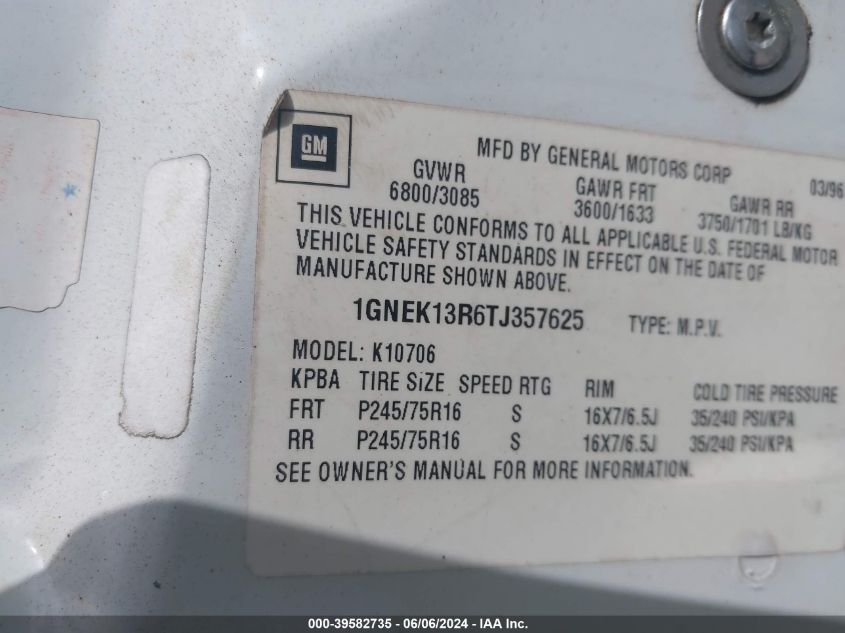 GM
MFD BY GENERAL MOTORS CORP 03/96
GVWR GAWR FRT GAWR RR
6800/3085 3600/1633 3750/1701 LB/KG
THIS VEHICLE CONFORMS TO ALL APPLICABLE U.S. FEDERAL MOTOR
VEHICLE SAFETY STANDARDS IN EFFECT ON THE DATE OF
MANUFACTURE SHOWN ABOVE.
1GNEK13R6TJ357625 TYPE: M.P.V.
MODEL: K10706
KPBA TIRE SIZE SPEED RTG RIM COLD TIRE PRESSURE
FRT P245/75R16 S 16X7/6.5J 35/240 PSI/KPA
RR P245/75R16 S 16X7/6.5J 35/240 PSI/KPA
SEE OWNER'S MANUAL FOR MORE INFORMATION.
000-39582735 - 06/06/2024 - IAA Inc.